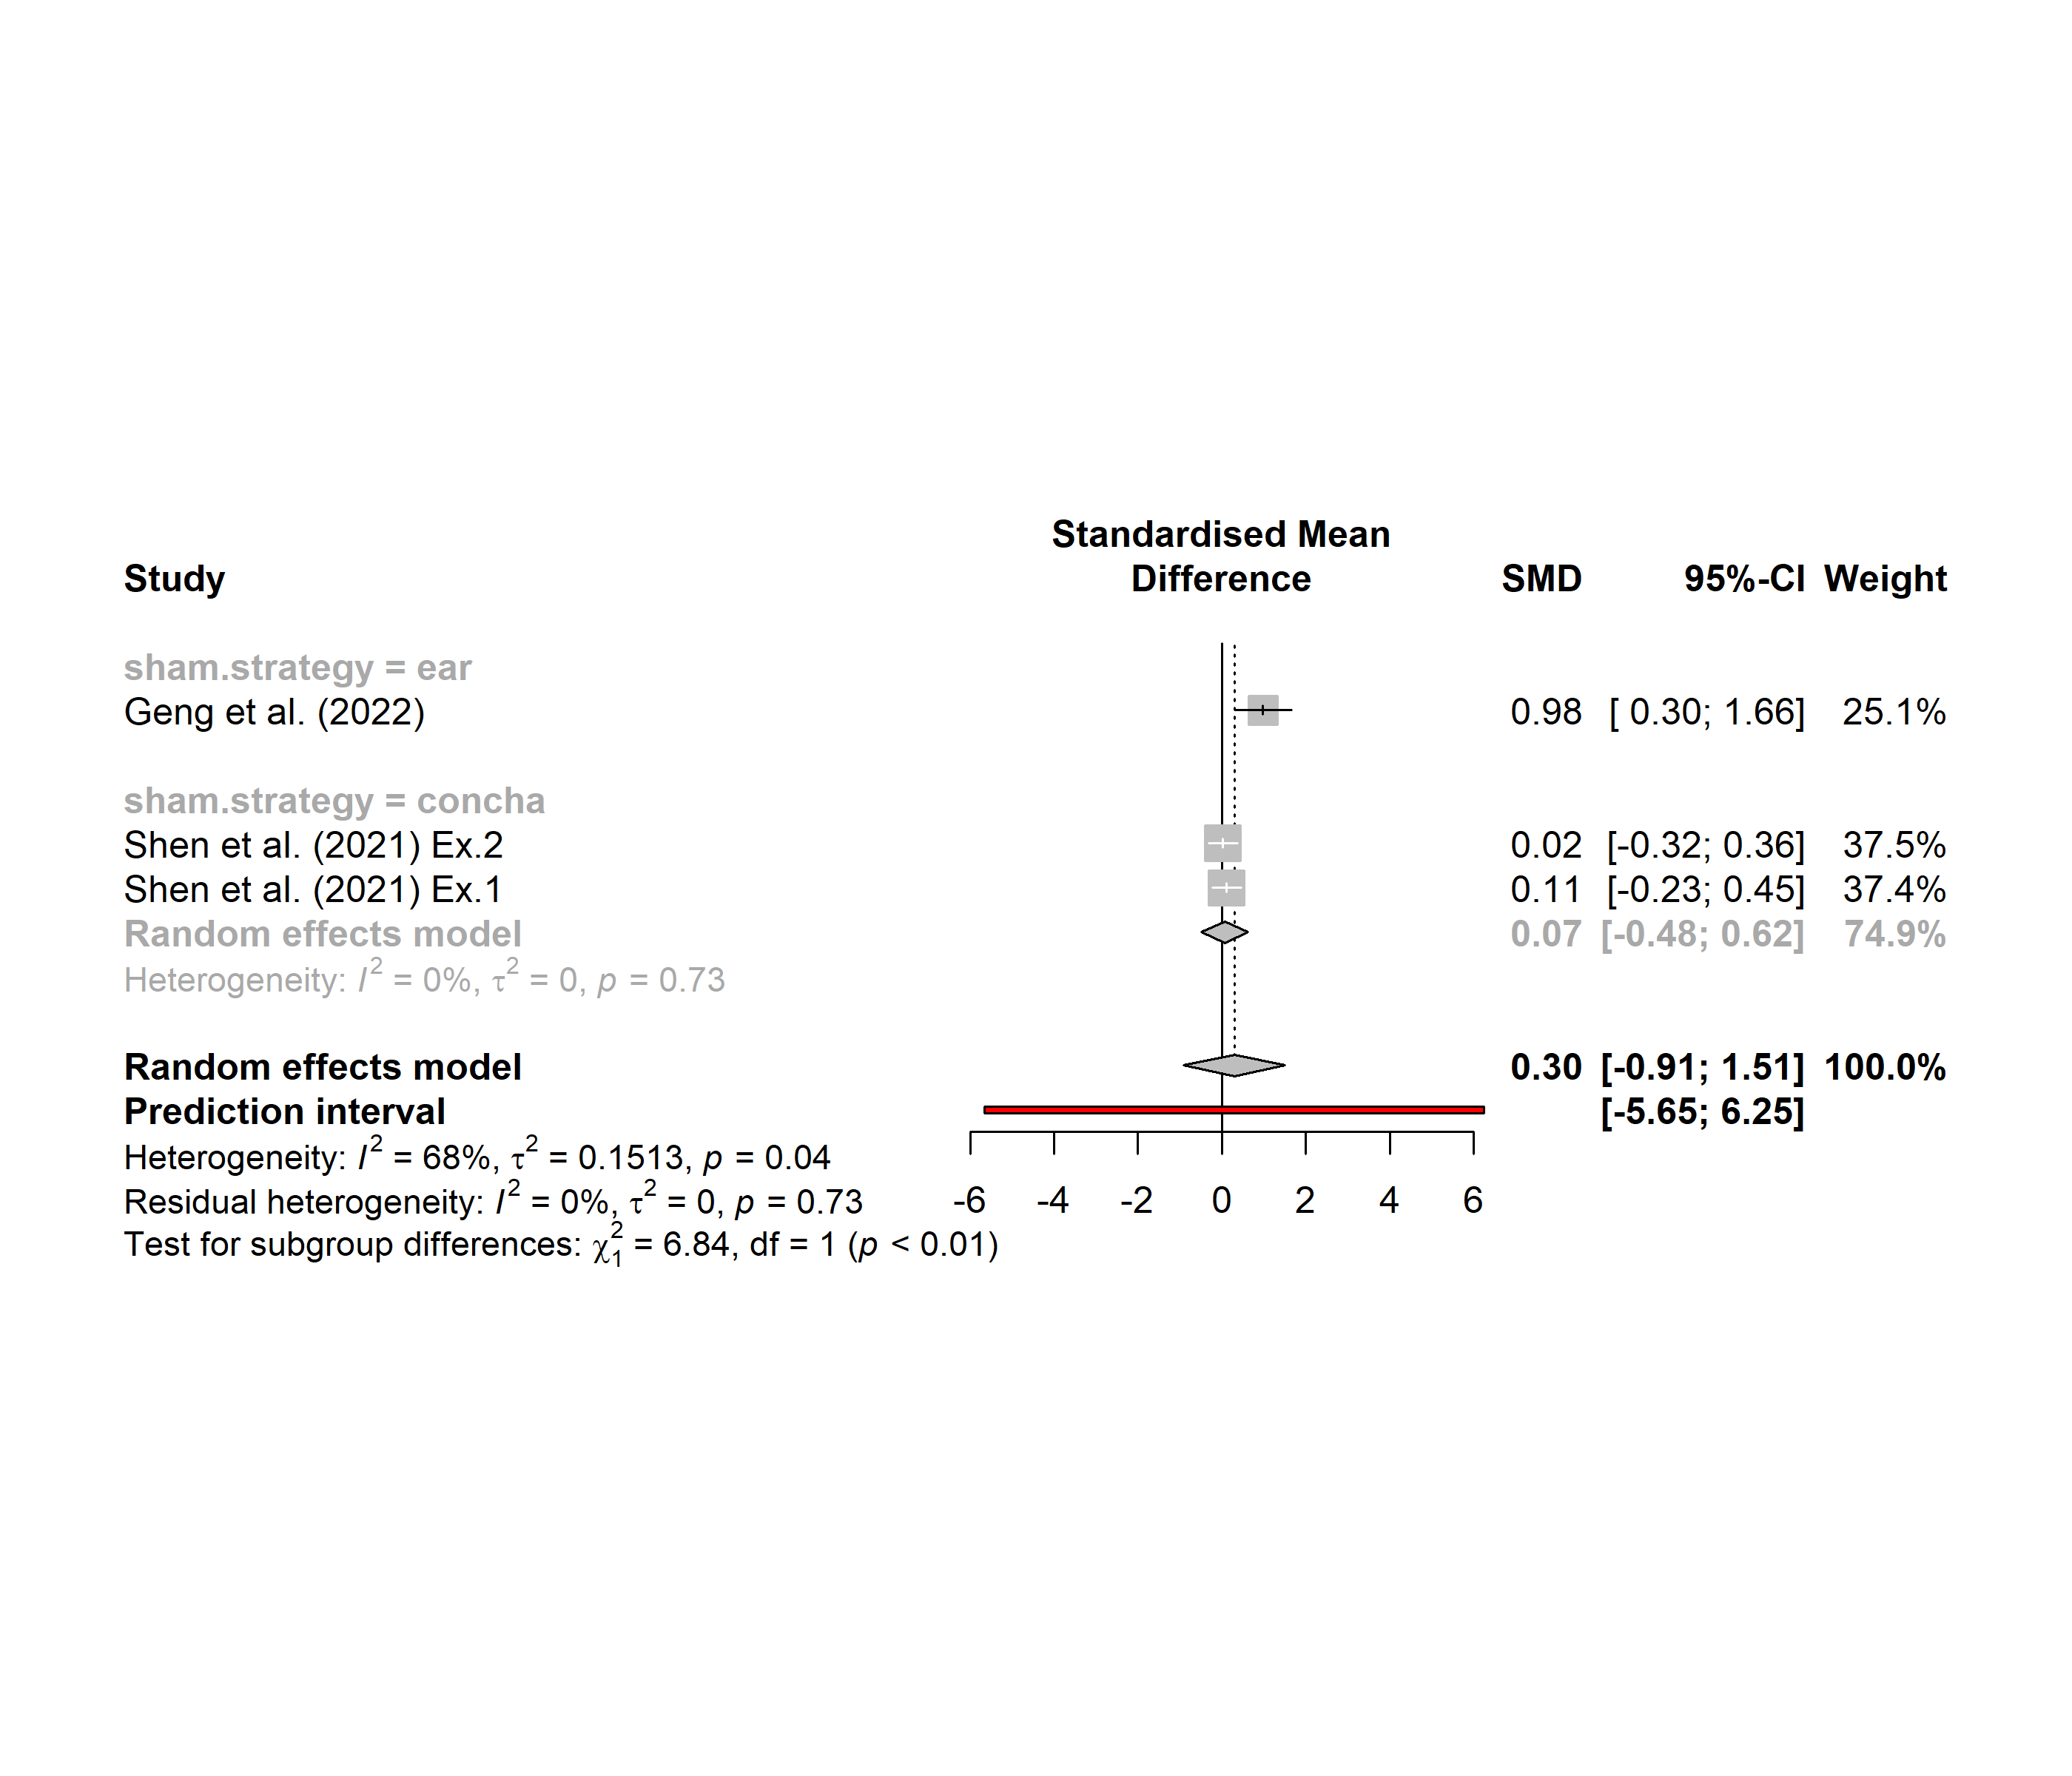 Standardised Mean
Study Difference SMD 95%-CI Weight
sham.strategy = ear
Geng et al. (2022) 0.98 [ 0.30; 1.66] 25.1%
sham.strategy = concha
Shen et al. (2021) Ex.2 0.02 [-0.32; 0.36] 37.5%
Shen et al. (2021) Ex.1 0.11 [-0.23; 0.45] 37.4%
Random effects model 0.07 [-0.48; 0.62] 74.9%
Heterogeneity: I² = 0%, τ² = 0, p = 0.73
Random effects model 0.30 [-0.91; 1.51] 100.0%
Prediction interval [-5.65; 6.25]
Heterogeneity: I² = 68%, τ² = 0.1513, p = 0.04
Residual heterogeneity: I² = 0%, τ² = 0, p = 0.73
-6 -4 -2 0 2 4 6
Test for subgroup differences: χ²₁ = 6.84, df = 1 (p < 0.01)